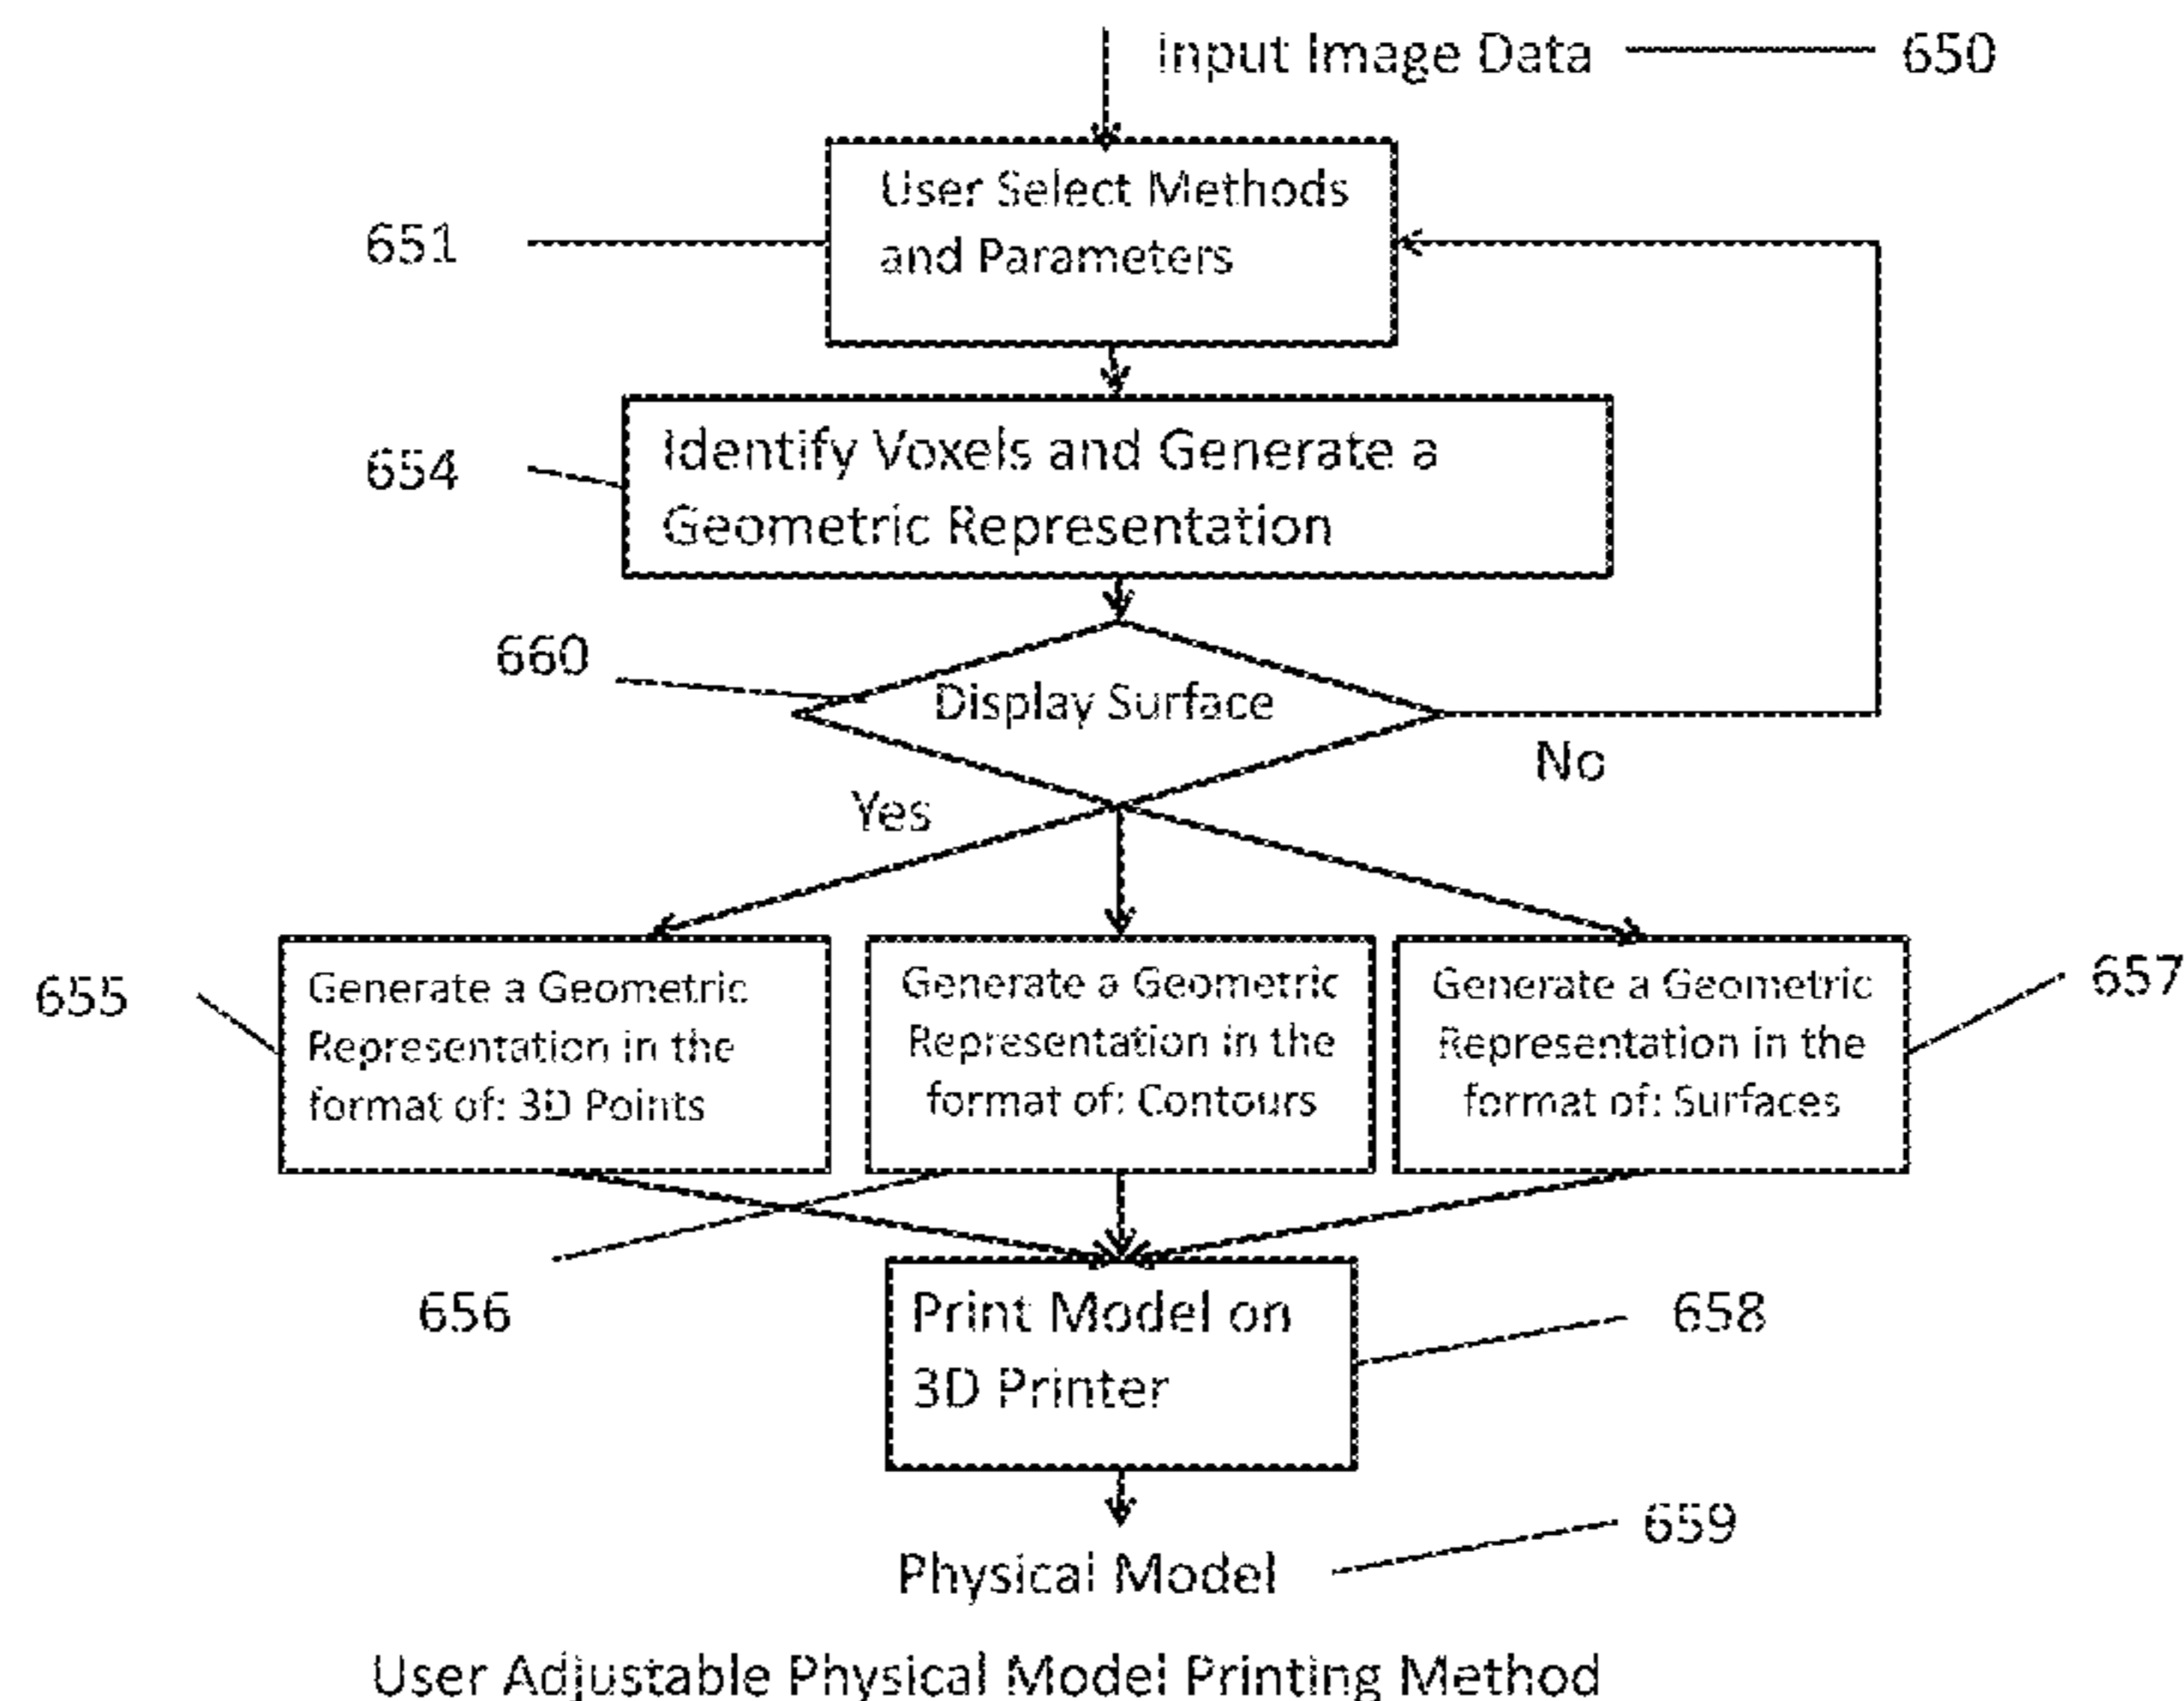 Input Image Data 650
User Select Methods
and Parameters
651
Identify Voxels and Generate a
Geometric Representation
654
660
Display Surface
No
Yes
655
Generate a Geometric
Representation in the
format of: 3D Points
Generate a Geometric
Representation in the
format of: Contours
Generate a Geometric
Representation in the
format of: Surfaces
657
656
Print Model on
3D Printer
658
659
Physical Model
User Adjustable Physical Model Printing Method